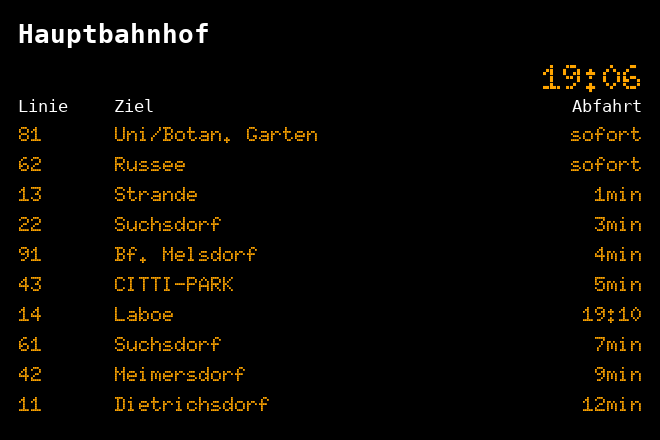 Hauptbahnhof
19:06
Linie Ziel Abfahrt
81 Uni/Botan. Garten sofort
62 Russee sofort
13 Strande 1min
22 Suchsdorf 3min
91 Bf. Melsdorf 4min
43 CITTI-PARK 5min
14 Laboe 19:10
61 Suchsdorf 7min
42 Meimersdorf 9min
11 Dietrichsdorf 12min